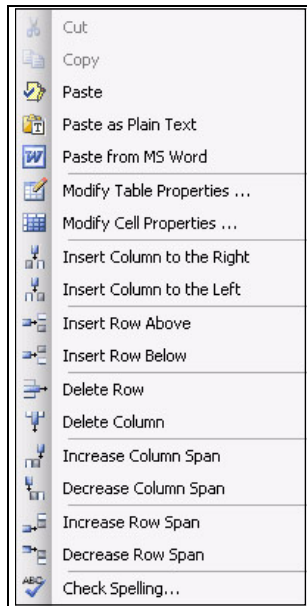 Cut
Copy
Paste
Paste as Plain Text
Paste from MS Word
Modify Table Properties ...
Modify Cell Properties ...
Insert Column to the Right
Insert Column to the Left
Insert Row Above
Insert Row Below
Delete Row
Delete Column
Increase Column Span
Decrease Column Span
Increase Row Span
Decrease Row Span
ABC
Check Spelling...